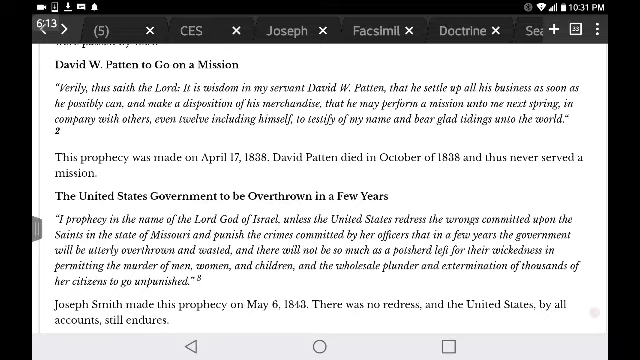 10:31 PM
6:13
(5)
CES
Joseph
Facsimil
Doctrine
Sea
33
David W. Patten to Go on a Mission
"Verily, thus saith the Lord: It is wisdom in my servant David W. Patten, that he settle up all his business as soon as
he possibly can, and make a disposition of his merchandise, that he may perform a mission unto me next spring, in
company with others, even twelve including himself, to testify of my name and bear glad tidings unto the world."
2
This prophecy was made on April 17, 1838. David Patten died in October of 1838 and thus never served a
mission.
The United States Government to be Overthrown in a Few Years
"I prophecy in the name of the Lord God of Israel, unless the United States redress the wrongs committed upon the
Saints in the state of Missouri and punish the crimes committed by her officers that in a few years the government
will be utterly overthrown and wasted, and there will not be so much as a potsherd left for their wickedness in
permitting the murder of men, women, and children, and the wholesale plunder and extermination of thousands of
her citizens to go unpunished." 3
Joseph Smith made this prophecy on May 6, 1843. There was no redress, and the United States, by all
accounts, still endures.